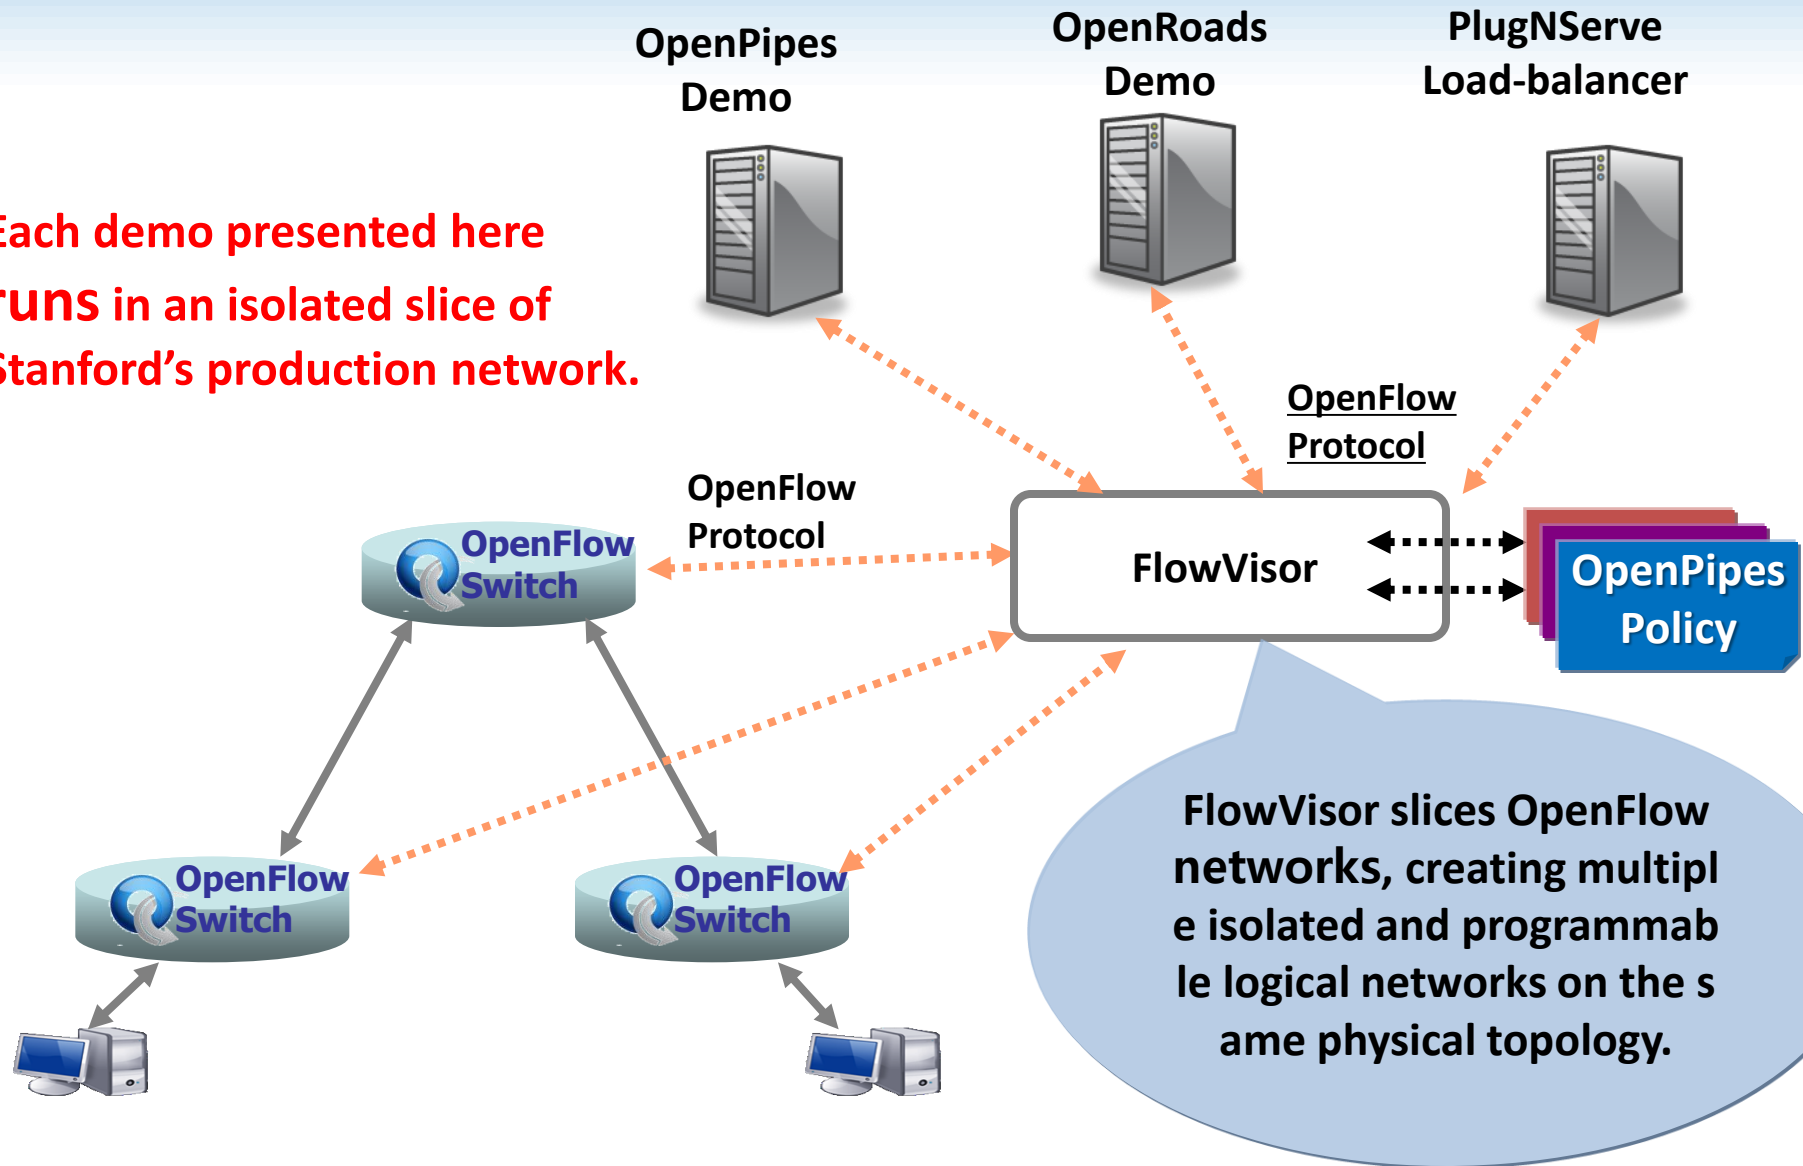 OpenPipes
Demo
OpenRoads
Demo
PlugNServe
Load-balancer
Each demo presented here
runs in an isolated slice of
Stanford’s production network.
OpenFlow
Protocol
OpenFlow
Protocol
OpenFlow
Switch
FlowVisor
OpenPipes
Policy
FlowVisor slices OpenFlow
networks, creating multipl
e isolated and programmab
le logical networks on the s
ame physical topology.
OpenFlow
Switch
OpenFlow
Switch